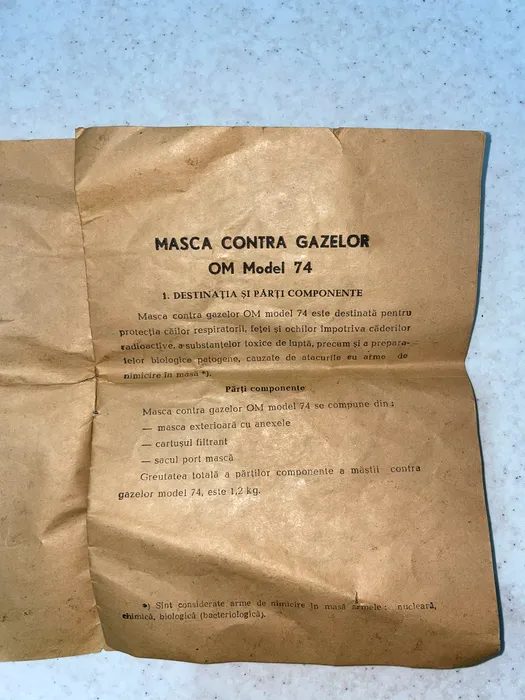 MASCA CONTRA GAZELOR
OM Model 74
1. DESTINAȚIA ȘI PĂRȚI COMPONENTE
Masca contra gazelor OM model 74 este destinată pentru
protecția căilor respiratorii, feței și ochilor împotriva căderilor
radioactive, a substanțelor toxice de luptă, precum și a prepara-
telor biologice patogene, cauzate de atacurile cu arme de
nimicire în masă *).
Părți componente
Masca contra gazelor OM model 74 se compune din :
— masca exterioară cu anexele
— cartușul filtrant
— sacul port mască
Greutatea totală a părților componente a măștii contra
gazelor model 74, este 1,2 kg.
*) Sînt considerate arme de nimicire în masă armele : nucleară,
chimică, biologică (bacteriologică).